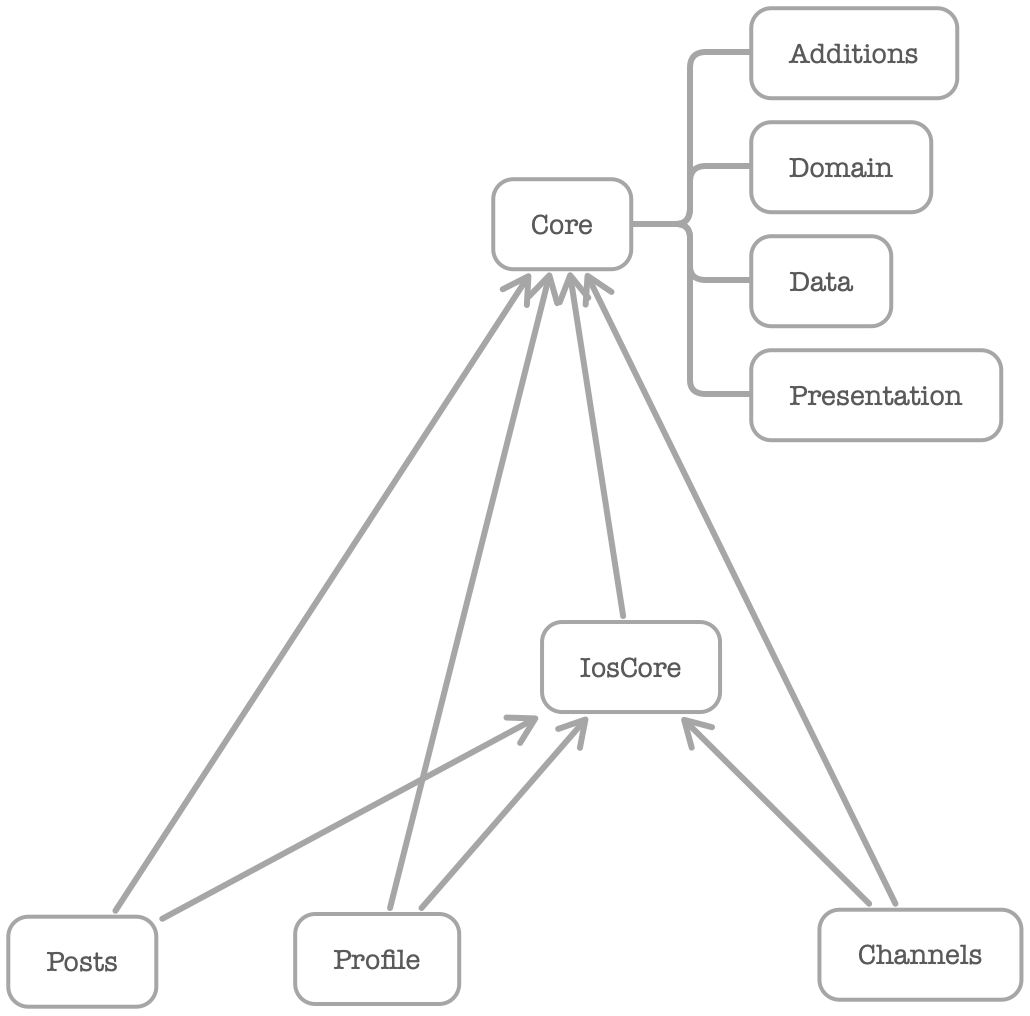 Additions
Domain
Core
Data
Presentation
IosCore
Posts
Profile
Channels